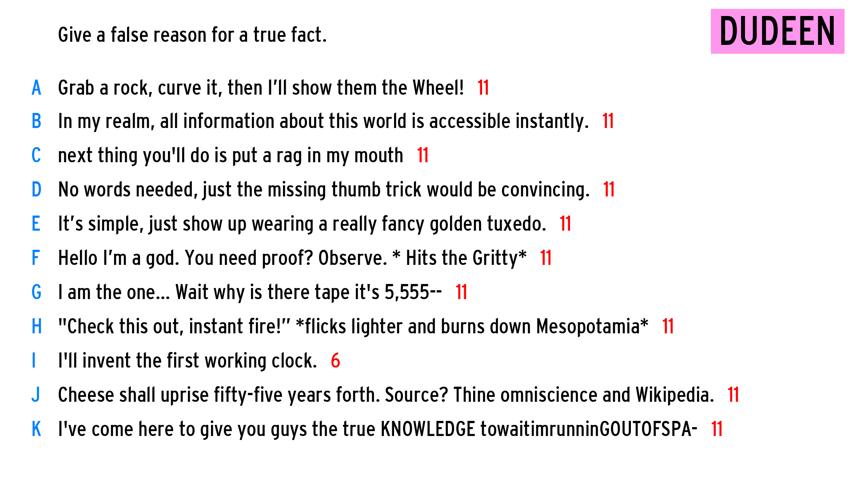 Give a false reason for a true fact.
DUDEEN
A Grab a rock, curve it, then I’ll show them the Wheel! 11
B In my realm, all information about this world is accessible instantly. 11
C next thing you'll do is put a rag in my mouth 11
D No words needed, just the missing thumb trick would be convincing. 11
E It’s simple, just show up wearing a really fancy golden tuxedo. 11
F Hello I’m a god. You need proof? Observe. * Hits the Gritty* 11
G I am the one... Wait why is there tape it's 5,555-- 11
H "Check this out, instant fire!” *flicks lighter and burns down Mesopotamia* 11
I I'll invent the first working clock. 6
J Cheese shall uprise fifty-five years forth. Source? Thine omniscience and Wikipedia. 11
K I've come here to give you guys the true KNOWLEDGE towaitimrunninGOUTOFSPA- 11